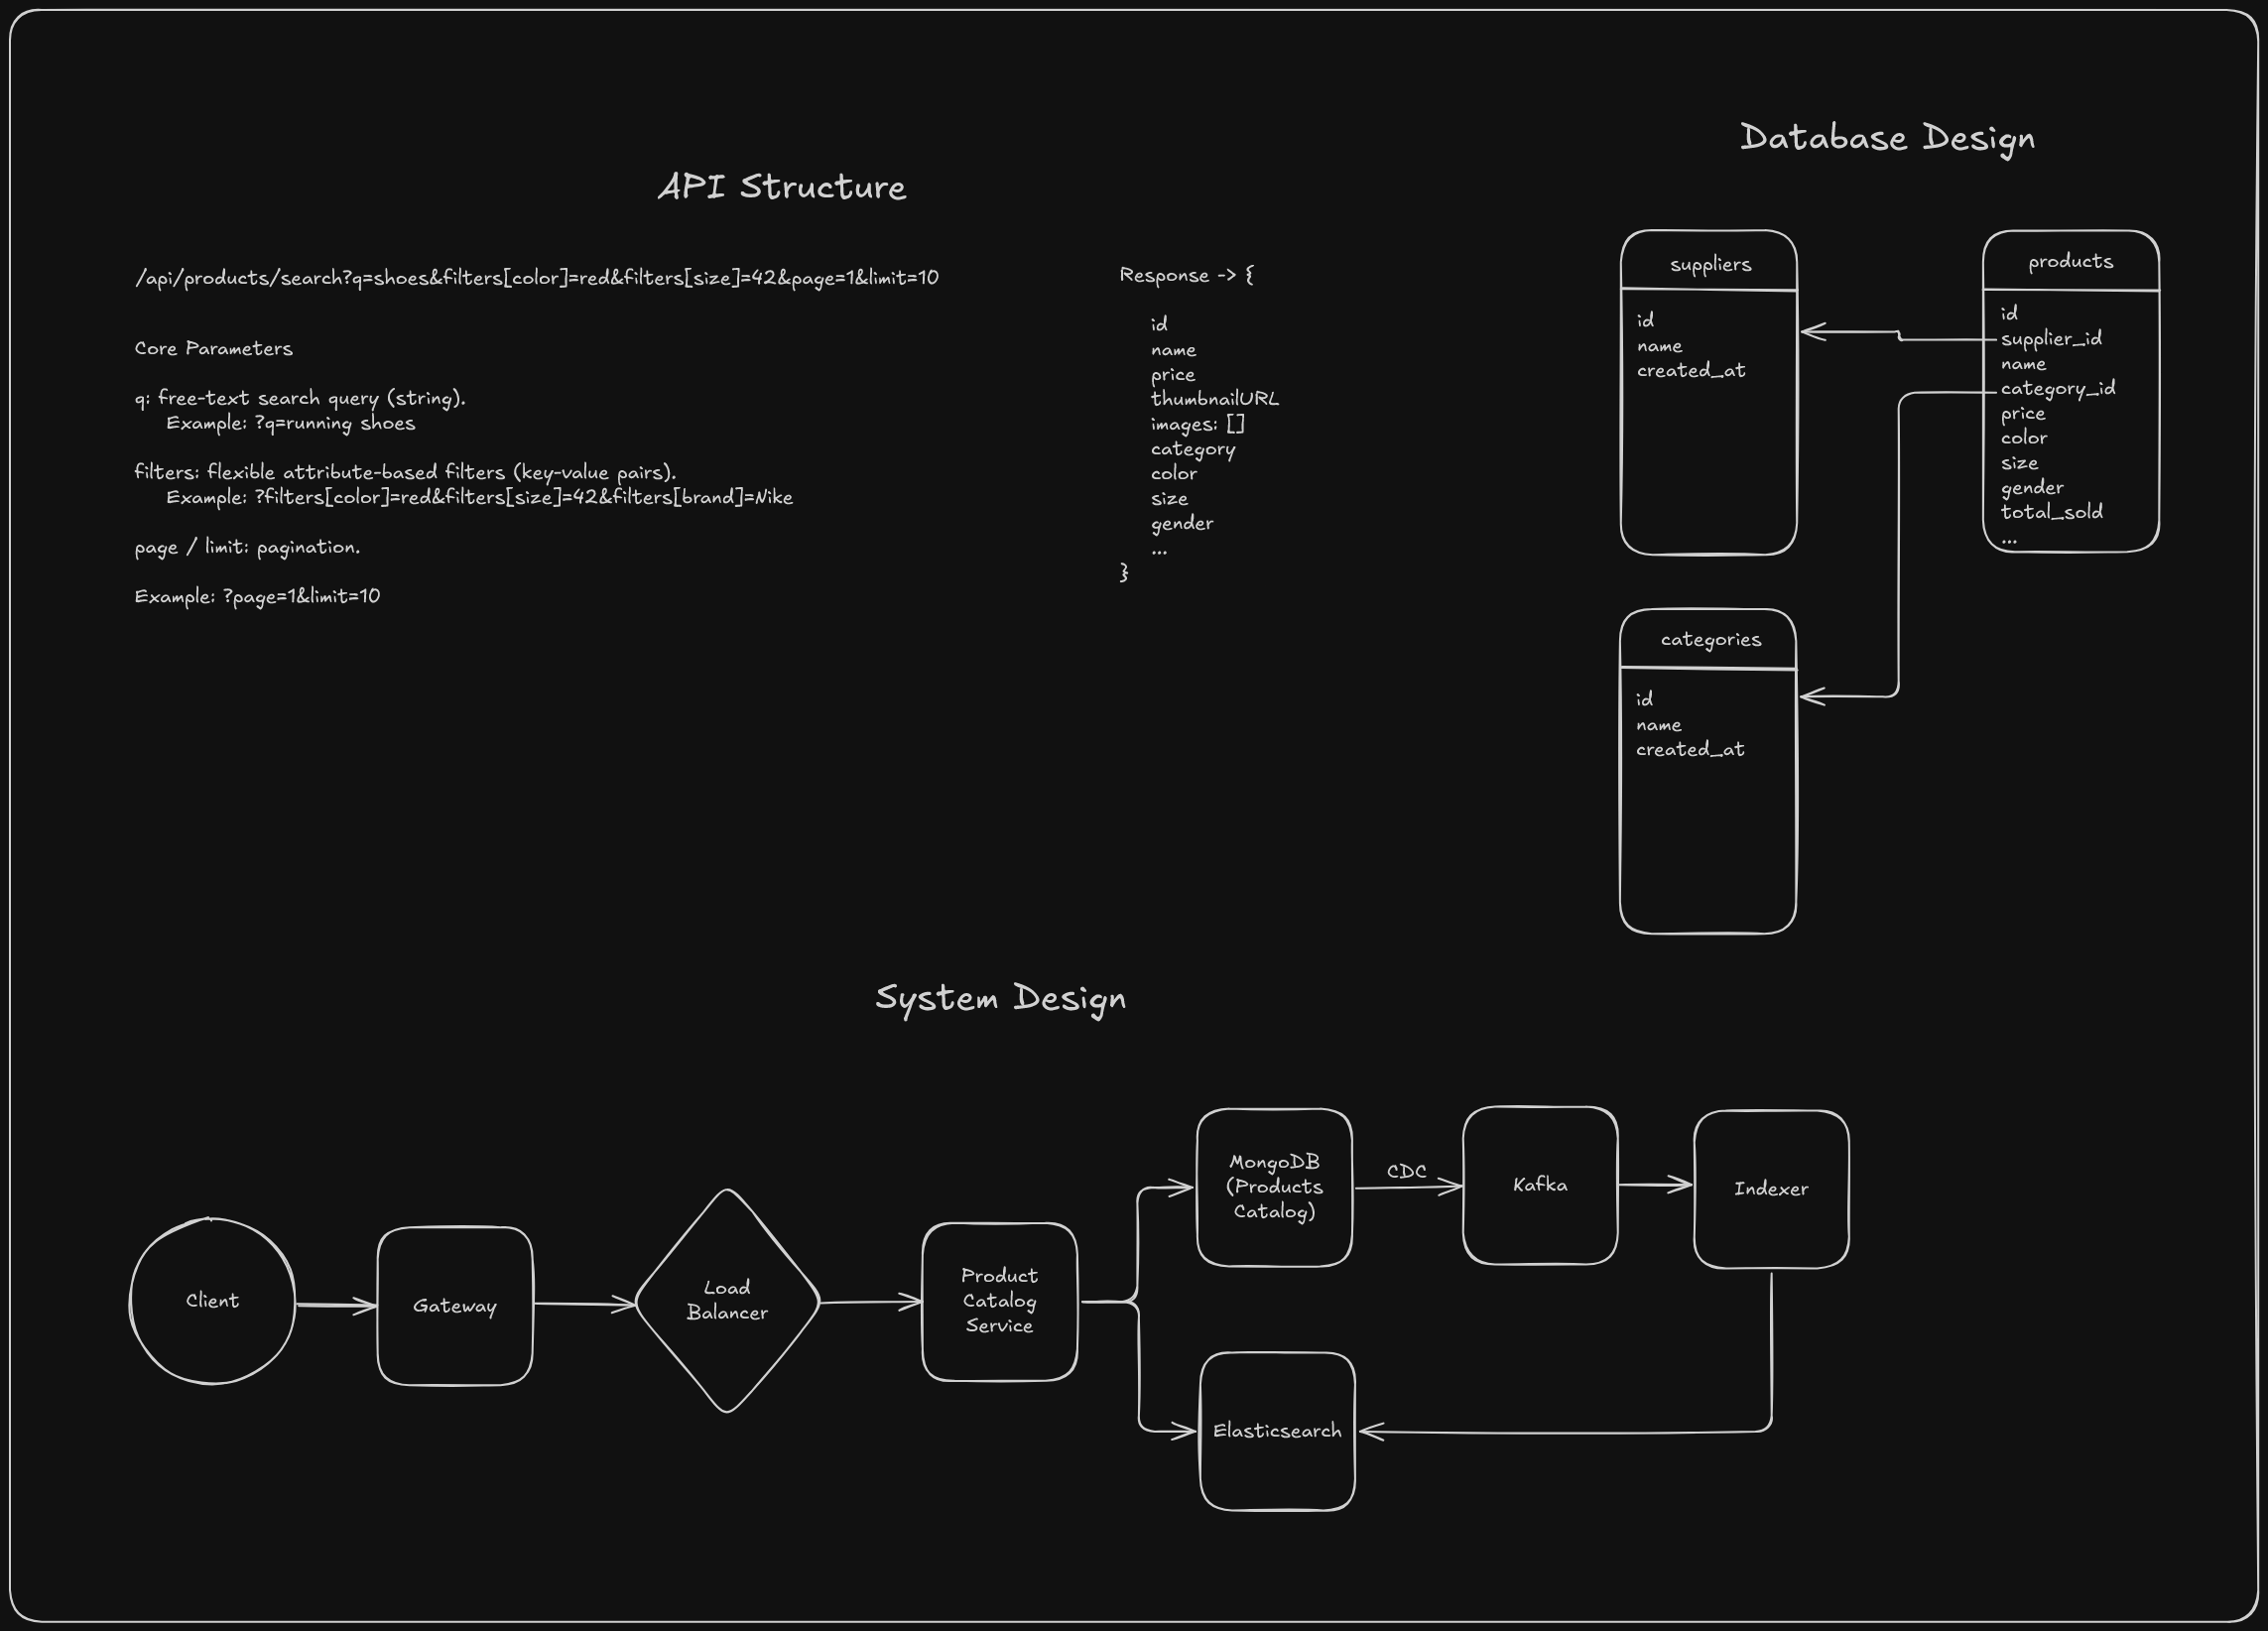 API Structure
/api/products/search?q=shoes&filters[color]=red&filters[size]=42&page=1&limit=10
Core Parameters
q: free-text search query (string).
Example: ?q=running shoes
filters: flexible attribute-based filters (key-value pairs).
Example: ?filters[color]=red&filters[size]=42&filters[brand]=Nike
page / limit: pagination.
Example: ?page=1&limit=10
Response -> {
id
name
price
thumbnailURL
images: []
category
color
size
gender
...
}
Database Design
suppliers
id
name
created_at
products
id
supplier_id
name
category_id
price
color
size
gender
total_sold
...
categories
id
name
created_at
System Design
Client
Gateway
Load
Balancer
Product
Catalog
Service
MongoDB
(Products
Catalog)
CDC
Kafka
Indexer
Elasticsearch